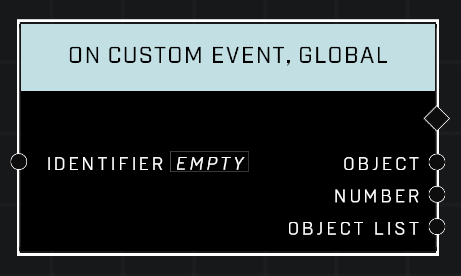 ON CUSTOM EVENT, GLOBAL
IDENTIFIER EMPTY OBJECT
NUMBER
OBJECT LIST